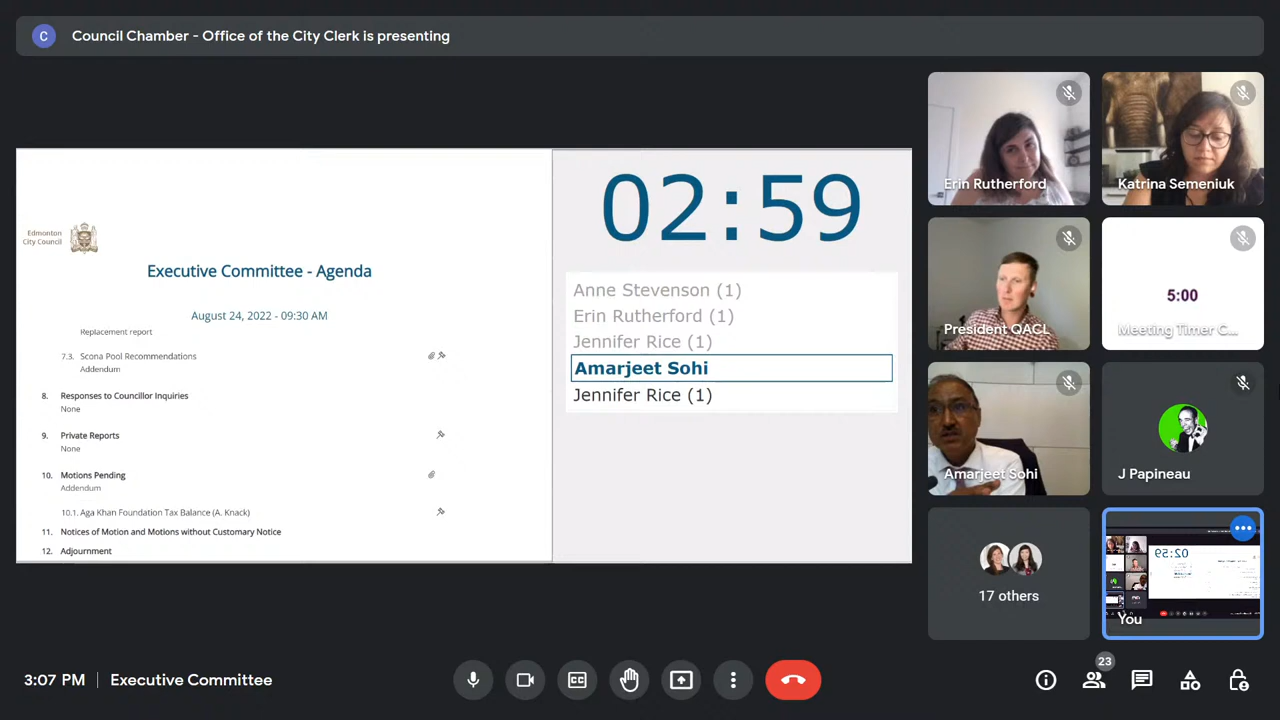 C
Council Chamber - Office of the City Clerk is presenting
Edmonton
City Council
Executive Committee - Agenda
August 24, 2022 - 09:30 AM
Replacement report
7.3. Scona Pool Recommendations
Addendum
8. Responses to Councillor Inquiries
None
9. Private Reports
None
10. Motions Pending
Addendum
10.1. Aga Khan Foundation Tax Balance (A. Knack)
11. Notices of Motion and Motions without Customary Notice
12. Adjournment
02:59
Anne Stevenson (1)
Erin Rutherford (1)
Jennifer Rice (1)
Amarjeet Sohi
Jennifer Rice (1)
Erin Rutherford
Katrina Semeniuk
President QACL
5:00
Meeting Timer C...
Amarjeet Sohi
J Papineau
17 others
You
3:07 PM | Executive Committee
23